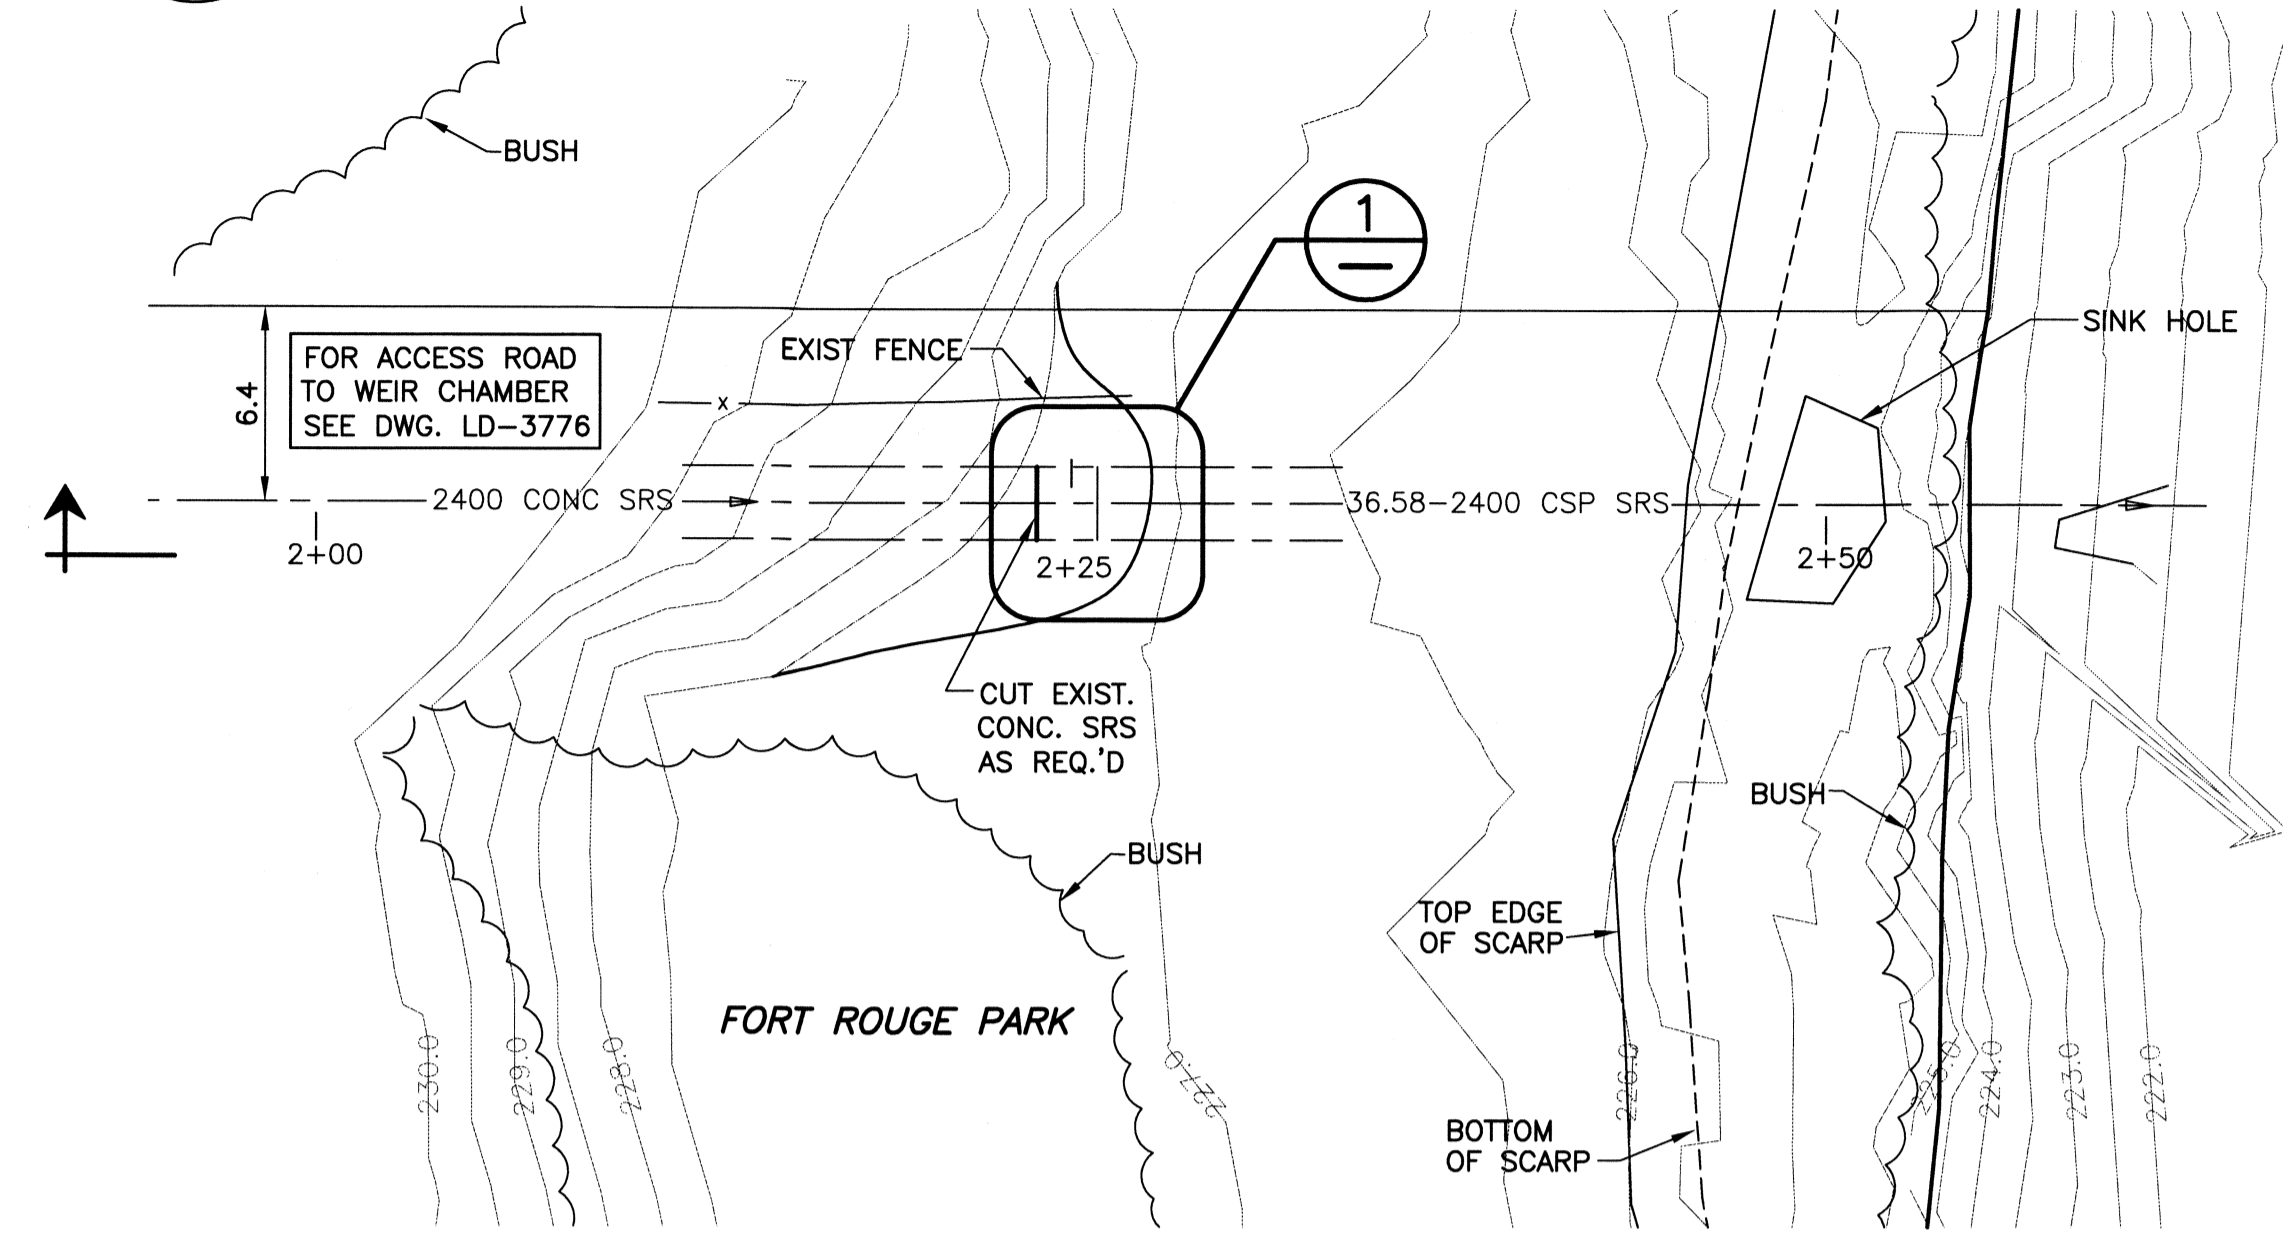 BUSH
1
SINK HOLE
EXIST FENCE
FOR ACCESS ROAD
TO WEIR CHAMBER
SEE DWG. LD-3776
6.4
x
2400 CONC SRS
36.58-2400 CSP SRS
2+00
2+25
2+50
CUT EXIST.
CONC. SRS
AS REQ.'D
BUSH
BUSH
TOP EDGE
OF SCARP
FORT ROUGE PARK
230.0
229.0
228.0
227.0
226.0
225.0
224.0
223.0
222.0
BOTTOM
OF SCARP